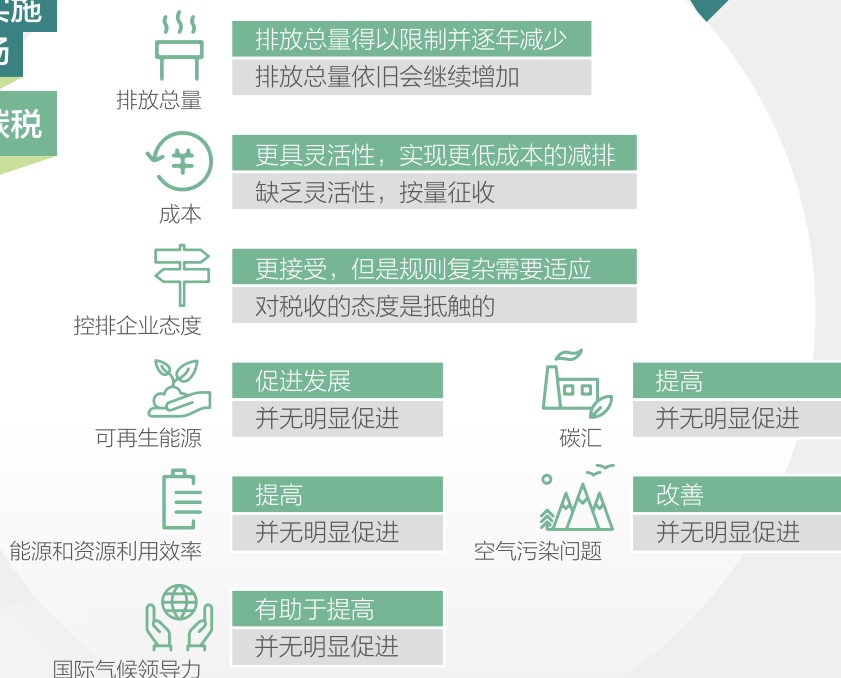 实施
场
碳税
排放总量得以限制并逐年减少
排放总量依旧会继续增加
排放总量
更具灵活性，实现更低成本的减排
缺乏灵活性，按量征收
成本
更接受，但是规则复杂需要适应
对税收的态度是抵触的
控排企业态度
促进发展
并无明显促进
可再生能源
提高
并无明显促进
碳汇
提高
并无明显促进
能源和资源利用效率
改善
并无明显促进
空气污染问题
有助于提高
并无明显促进
国际气候领导力